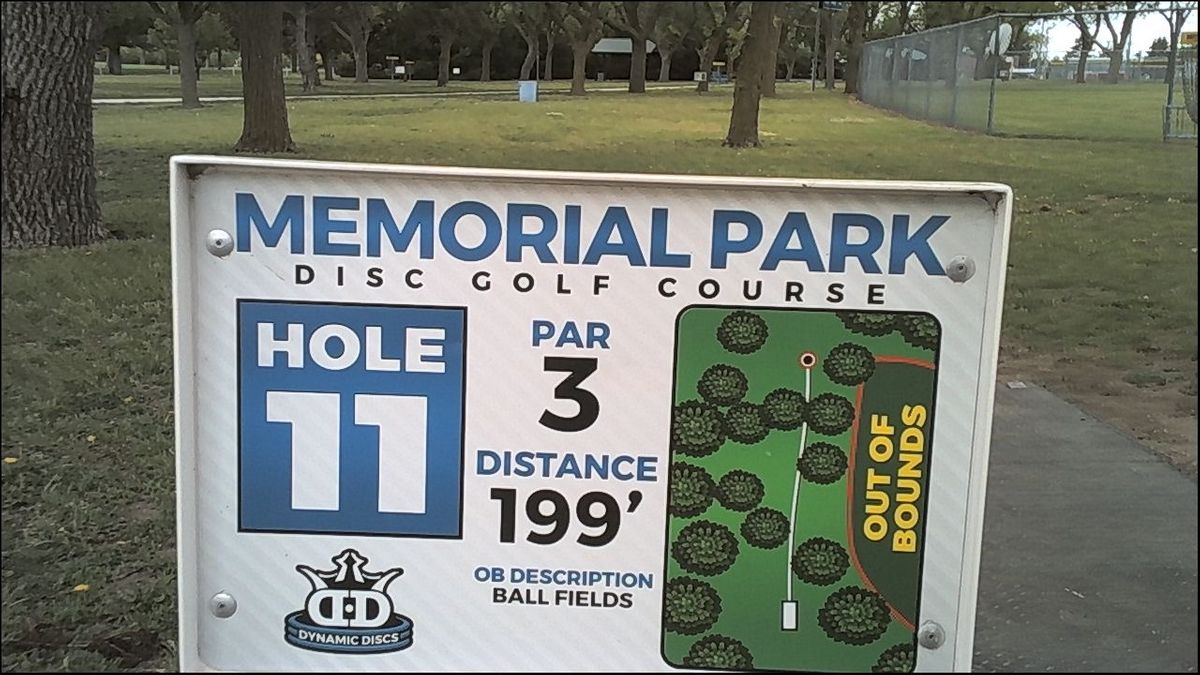 MEMORIAL PARK
DISC GOLF COURSE
HOLE
11
PAR
3
DISTANCE
199'
OB DESCRIPTION
BALL FIELDS
DD
DYNAMIC DISCS
OUT OF
BOUNDS